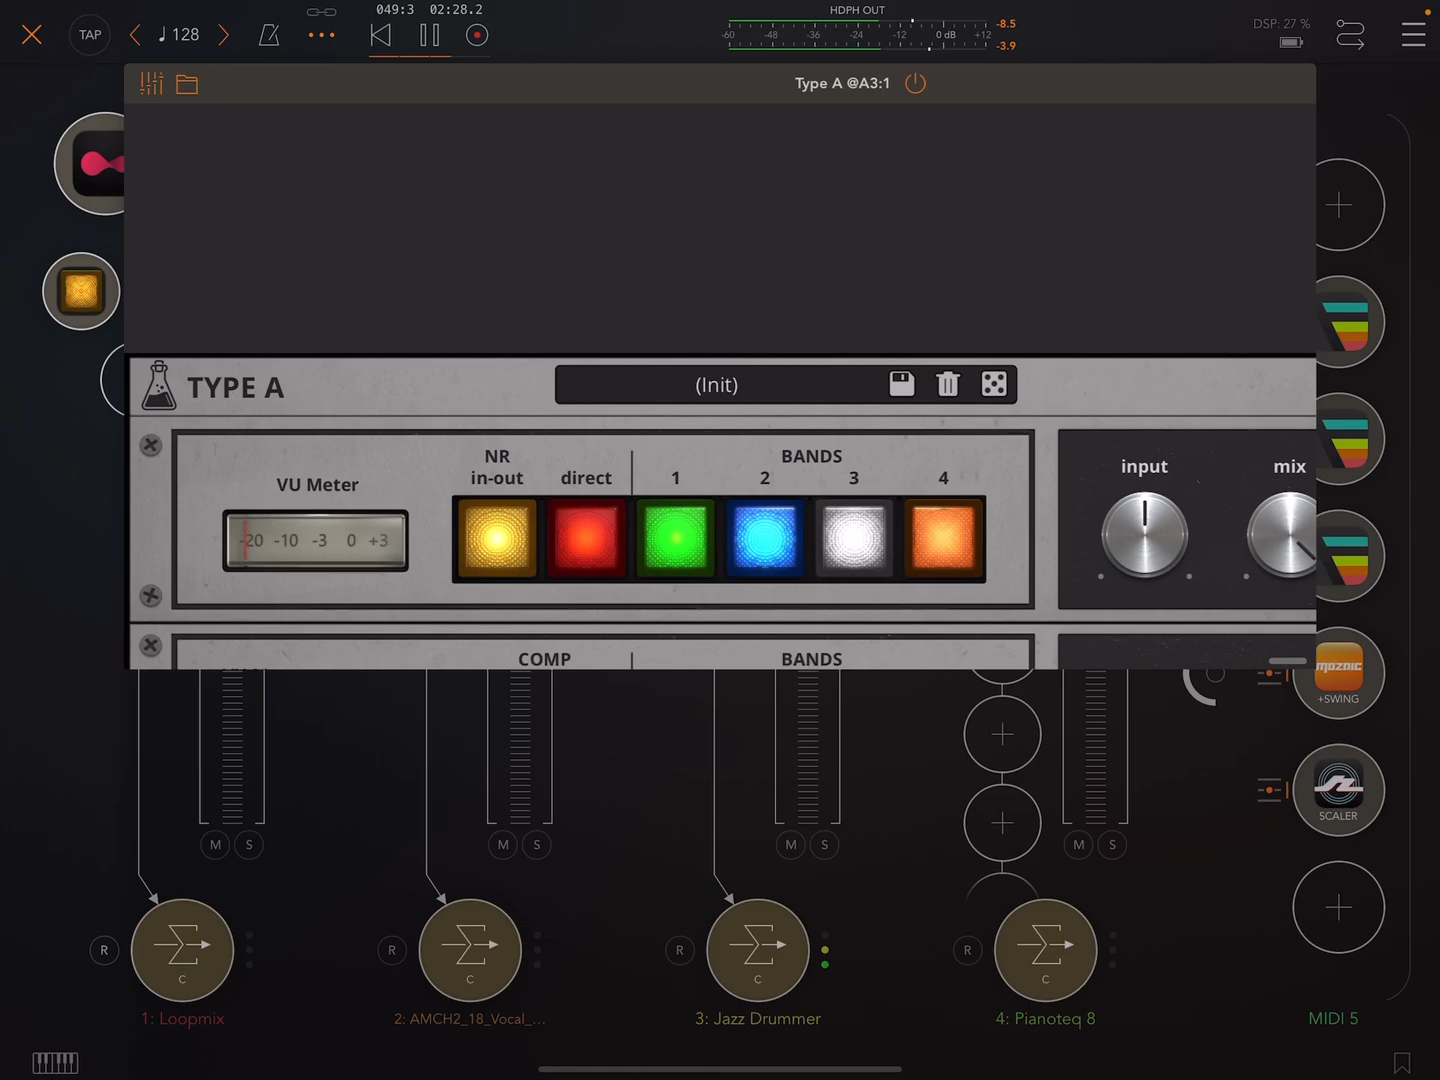 049:3 02:28.2
HDPH OUT
TAP
♩128
-60 -48 -36 -24 -12 0 dB +12
-8.5
-3.9
DSP: 27 %
Type A @A3:1
TYPE A
(Init)
NR
in-out
direct
BANDS
1 2 3 4
VU Meter
-20 -10 -3 0 +3
input
mix
COMP
BANDS
mozaic
+SWING
SCALER
M S
M S
M S
M S
R
C
R
C
R
C
R
C
1: Loopmix
2: AMCH2_18_Vocal_...
3: Jazz Drummer
4: Pianoteq 8
MIDI 5